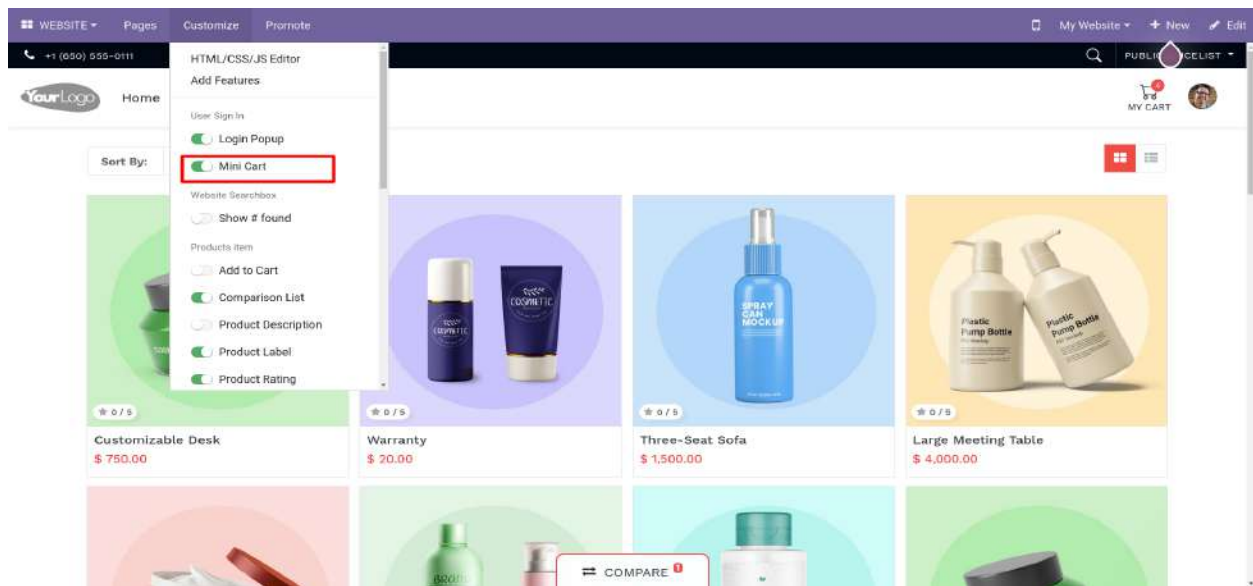 WEBSITE Pages Customize Promote My Website + New Edit
+1 (650) 555-0111
HTML/CSS/JS Editor
Add Features
YourLogo Home MY CART
User Sign In
Login Popup
Mini Cart
Sort By:
Website Searchbox
Show # found
Products item
Add to Cart
Comparison List
Product Description
Product Label
Product Rating
COSMETIC
COSMETIC
SPRAY
CAN
MOCKUP
Plastic
Pump Bottle
Plastic
Pump Bottle
0 / 5 0 / 5 0 / 5 0 / 5
Customizable Desk Warranty Three-Seat Sofa Large Meeting Table
$ 750.00 $ 20.00 $ 1,500.00 $ 4,000.00
COMPARE 1